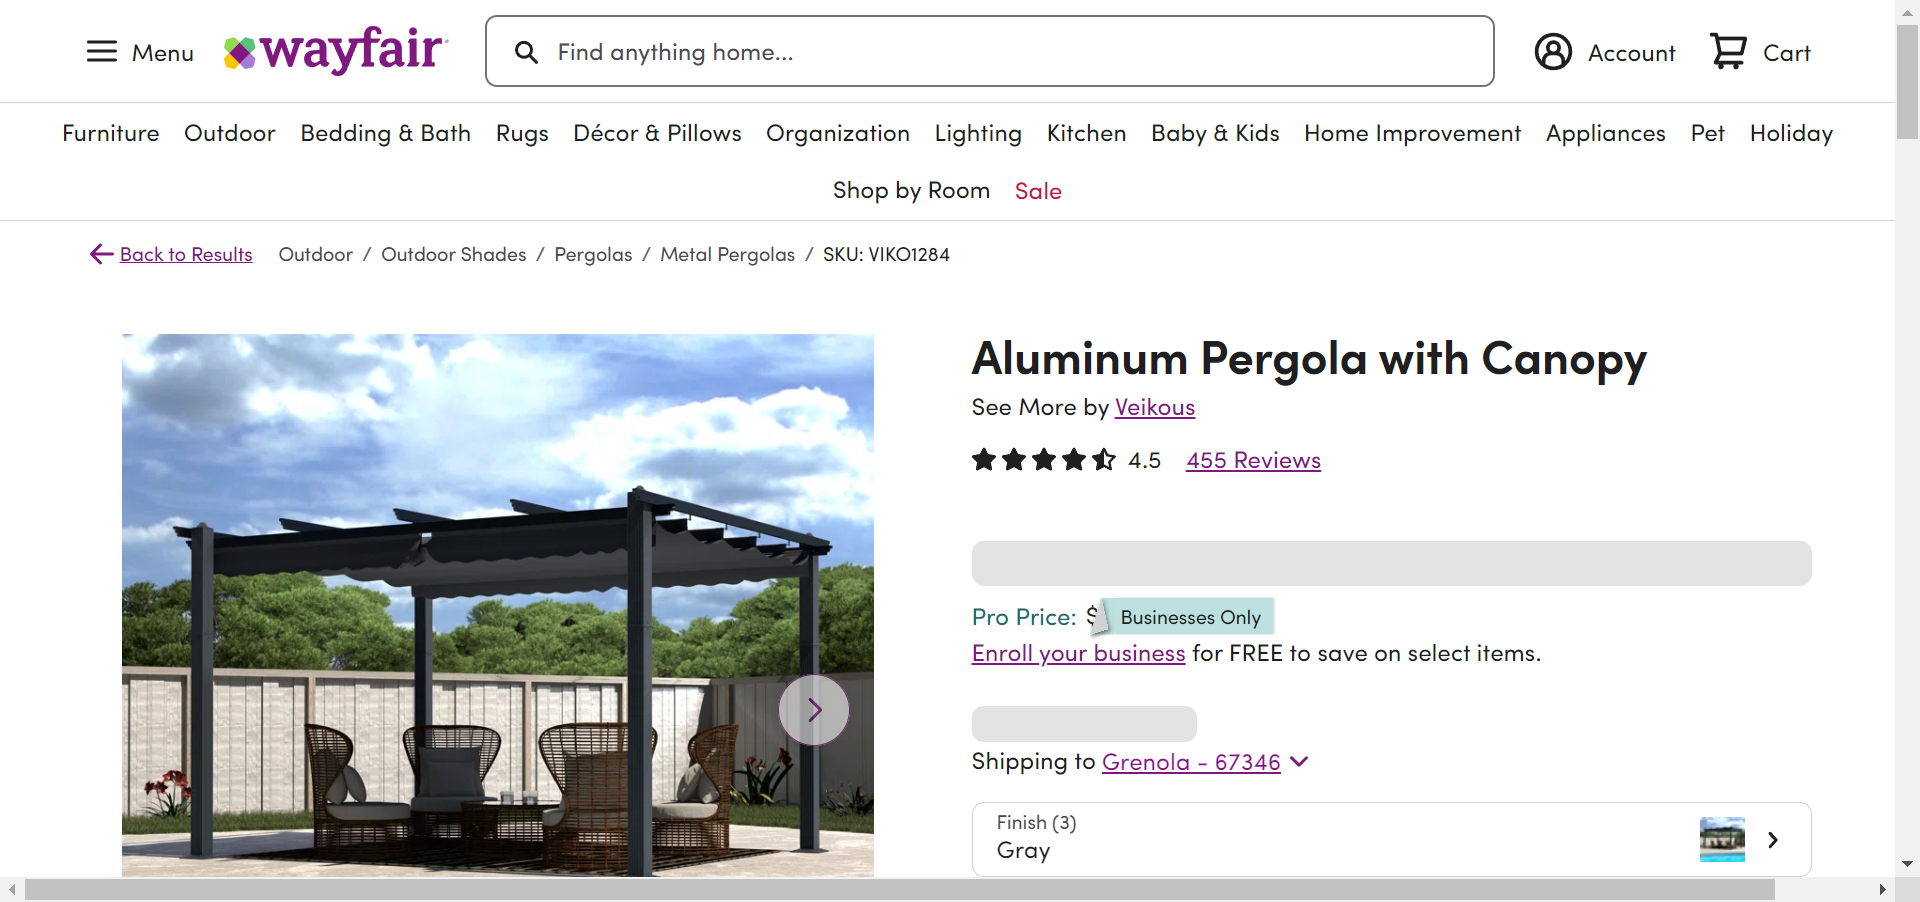 Menu
wayfair
Find anything home...
Account
Cart
Furniture Outdoor Bedding & Bath Rugs Décor & Pillows Organization Lighting Kitchen Baby & Kids Home Improvement Appliances Pet Holiday
Shop by Room Sale
Back to Results Outdoor / Outdoor Shades / Pergolas / Metal Pergolas / SKU: VIKO1284
Aluminum Pergola with Canopy
See More by Veikous
4.5 455 Reviews
Pro Price: $ Businesses Only
Enroll your business for FREE to save on select items.
Shipping to Grenola - 67346
Finish (3)
Gray